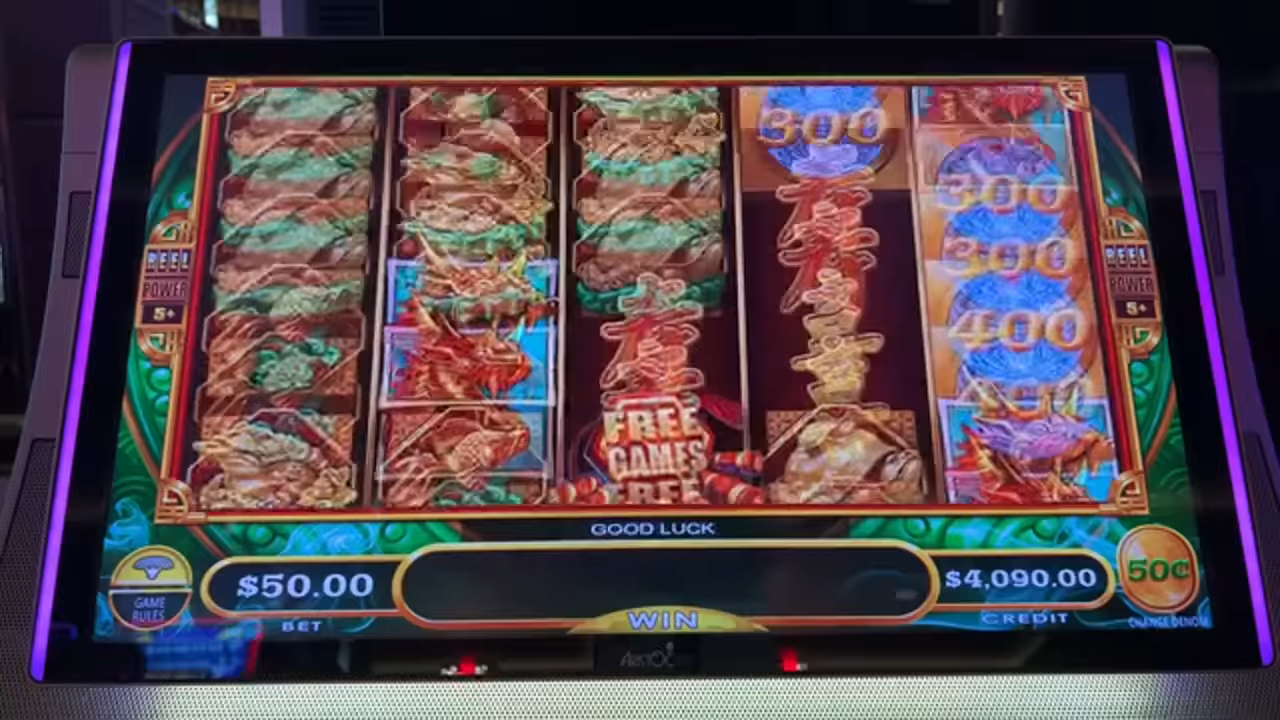 300
300
300
400
REEL
POWER
5+
REEL
POWER
5+
FREE
GAMES
FREE
GOOD LUCK
$50.00
BET
WIN
$4,090.00
CREDIT
50¢
CHANGE DENOM
GAME
RULES